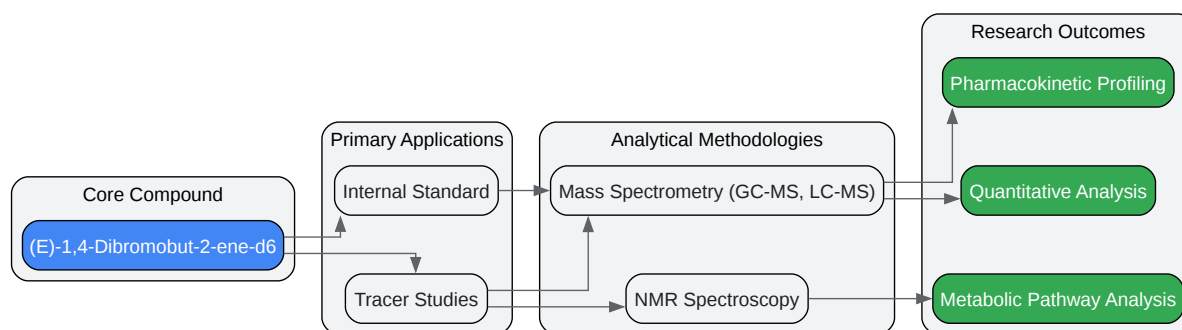 Core Compound
(E)-1,4-Dibromobut-2-ene-d6
Primary Applications
Internal Standard
Tracer Studies
Analytical Methodologies
Mass Spectrometry (GC-MS, LC-MS)
NMR Spectroscopy
Research Outcomes
Pharmacokinetic Profiling
Quantitative Analysis
Metabolic Pathway Analysis